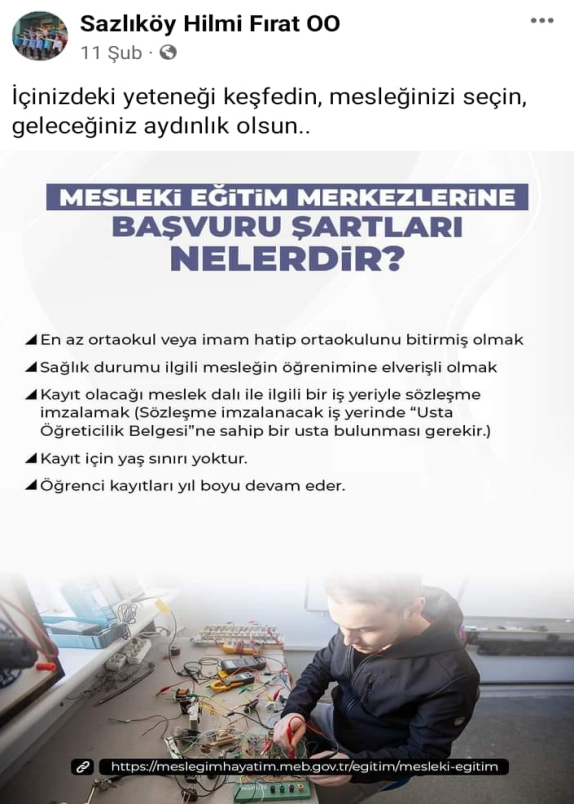 Sazlıköy Hilmi Fırat OO
11 Şub ·
İçinizdeki yeteneği keşfedin, mesleğinizi seçin,
geleceğiniz aydınlık olsun..
MESLEKİ EĞİTİM MERKEZLERİNE
BAŞVURU ŞARTLARI
NELERDİR?
En az ortaokul veya imam hatip ortaokulunu bitirmiş olmak
Sağlık durumu ilgili mesleğin öğrenimine elverişli olmak
Kayıt olacağı meslek dalı ile ilgili bir iş yeriyle sözleşme
imzalamak (Sözleşme imzalanacak iş yerinde “Usta
Öğreticilik Belgesi”ne sahip bir usta bulunması gerekir.)
Kayıt için yaş sınırı yoktur.
Öğrenci kayıtları yıl boyu devam eder.
https://meslegimhayatim.meb.gov.tr/egitim/mesleki-egitim